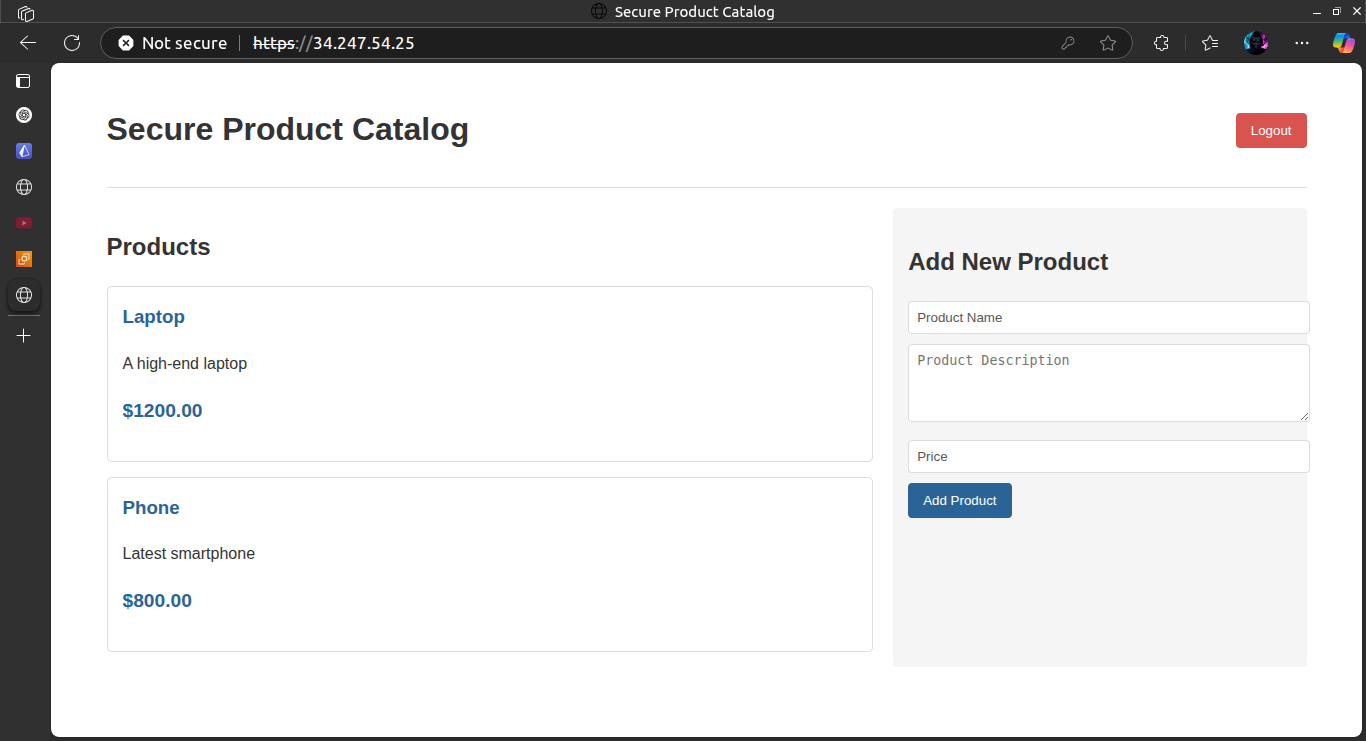 Secure Product Catalog
Not secure https://34.247.54.25
Secure Product Catalog
Logout
Products
Laptop
A high-end laptop
$1200.00
Phone
Latest smartphone
$800.00
Add New Product
Product Name
Product Description
Price
Add Product